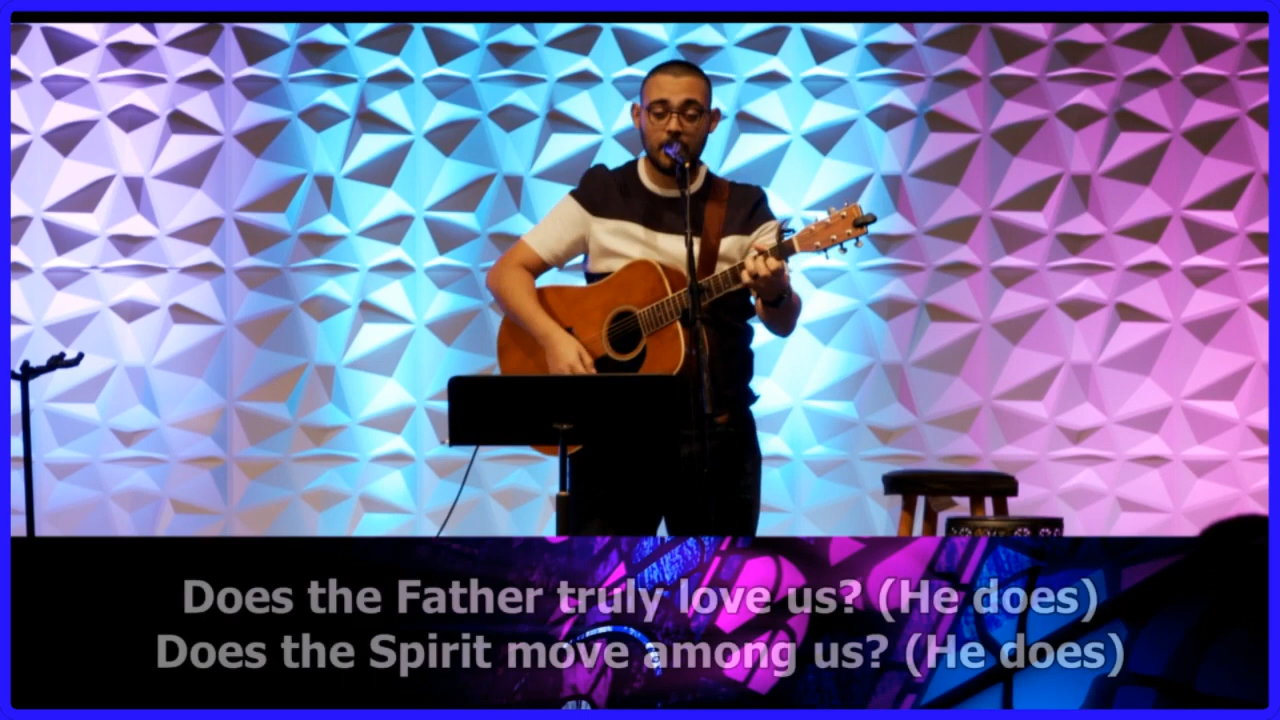 Does the Father truly love us? (He does)
Does the Spirit move among us? (He does)